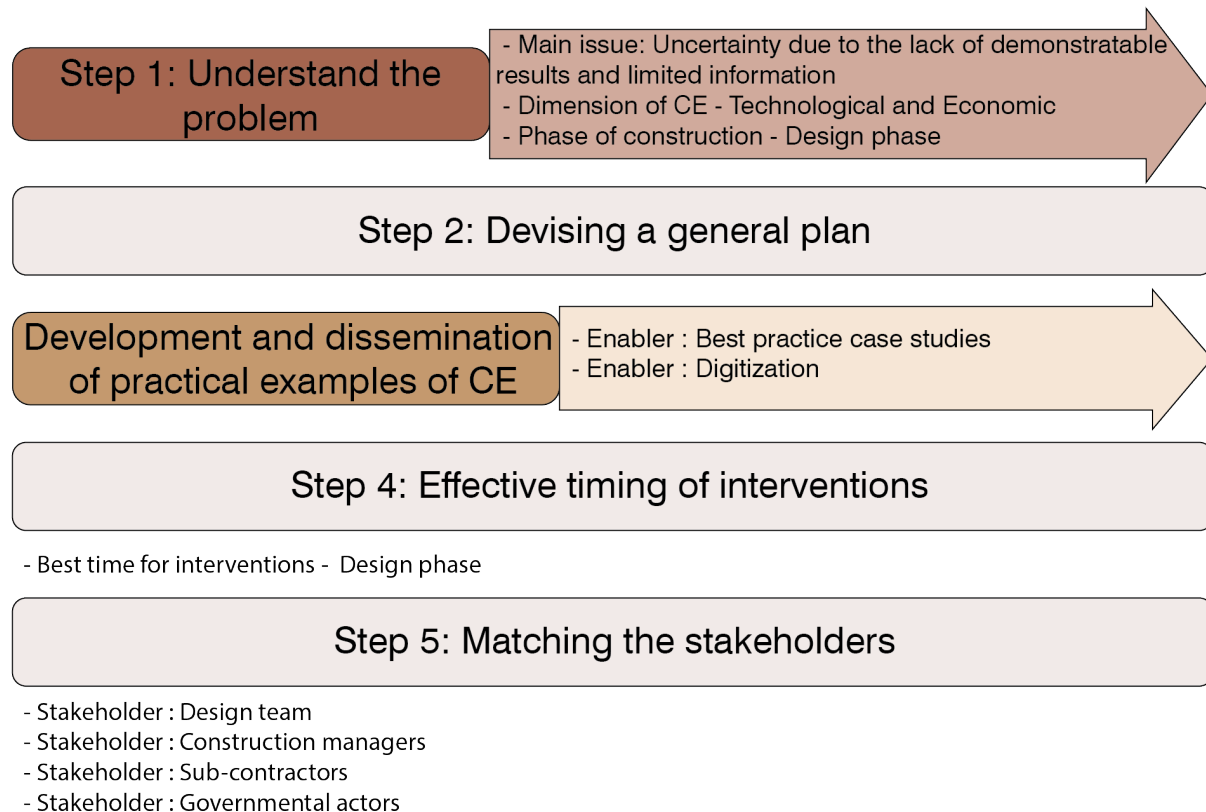 Step 1: Understand the
problem
- Main issue: Uncertainty due to the lack of demonstratable
results and limited information
- Dimension of CE - Technological and Economic
- Phase of construction - Design phase
Step 2: Devising a general plan
Development and dissemination
of practical examples of CE
- Enabler : Best practice case studies
- Enabler : Digitization
Step 4: Effective timing of interventions
- Best time for interventions -  Design phase
Step 5: Matching the stakeholders
- Stakeholder : Design team
- Stakeholder : Construction managers
- Stakeholder : Sub-contractors
- Stakeholder : Governmental actors